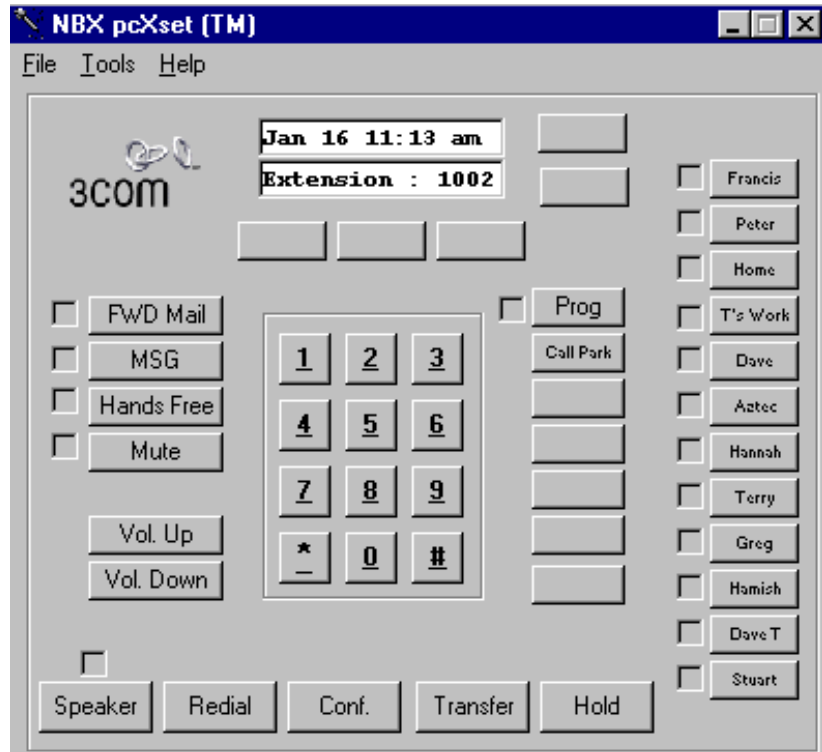 NBX pcXset (TM)
File Tools Help
3COM
Jan 16 11:13 am
Extension : 1002
FWD Mail
MSG
Hands Free
Mute
Vol. Up
Vol. Down
1 2 3
4 5 6
7 8 9
* 0 #
Prog
Call Park
Francis
Peter
Home
T's Work
Dave
Aztec
Hannah
Terry
Greg
Hamish
Dave T
Stuart
Speaker Redial Conf. Transfer Hold